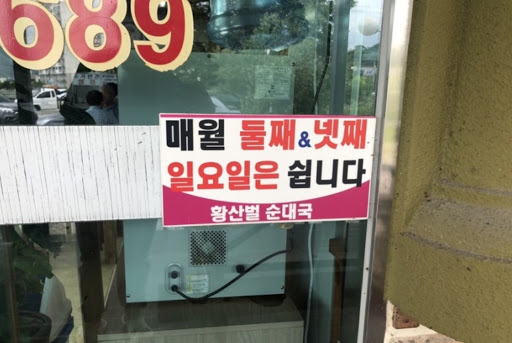 689
매월 둘째&넷째
일요일은 쉽니다
황산벌 순대국